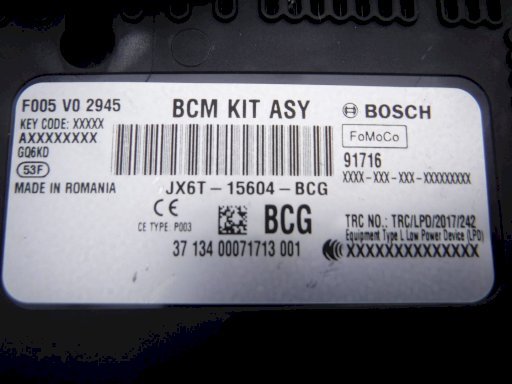 F005 V0 2945
BCM KIT ASY
BOSCH
KEY CODE: XXXXX
AXXXXXXXX
GQ6KD
53F
MADE IN ROMANIA
FoMoCo
91716
XXXX-XXX-XXX-XXXXXXXXX
JX6T-15604-BCG
CE
CE TYPE: P003
BCG
37 134 00071713 001
TRC NO.: TRC/LPD/2017/242
Equipment Type L Low Power Device (LPD)
XXXXXXXXXXXXXX